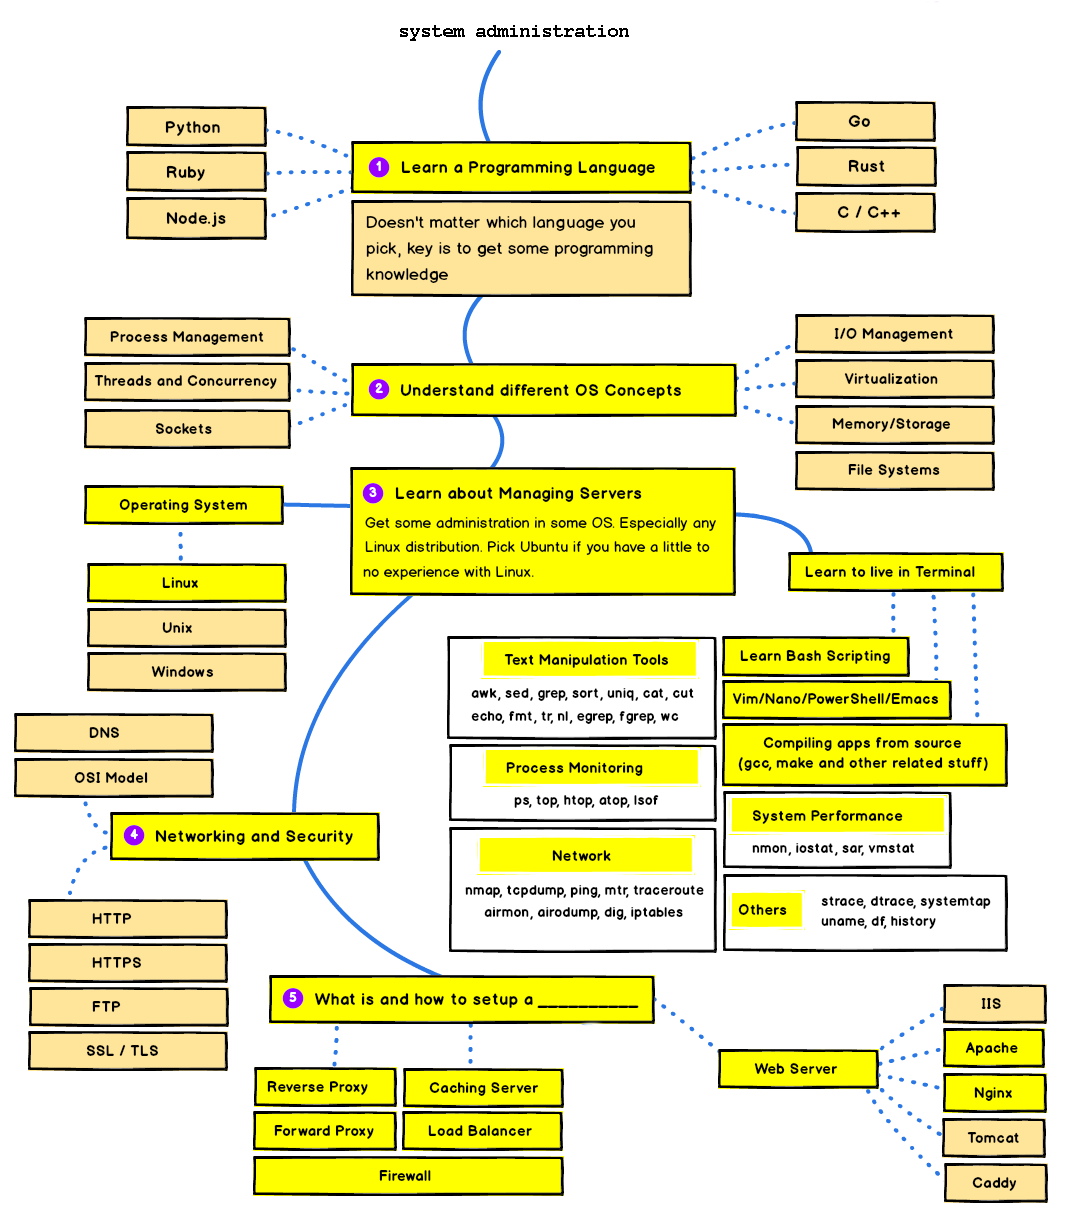 system administration
Python
Ruby
Node.js
1 Learn a Programming Language
Go
Rust
C / C++
Doesn't matter which language you
pick, key is to get some programming
knowledge
Process Management
Threads and Concurrency
Sockets
2 Understand different OS Concepts
I/O Management
Virtualization
Memory/Storage
File Systems
3 Learn about Managing Servers
Get some administration in some OS. Especially any
Linux distribution. Pick Ubuntu if you have a little to
no experience with Linux.
Operating System
Linux
Unix
Windows
Learn to live in Terminal
Learn Bash Scripting
Vim/Nano/PowerShell/Emacs
Compiling apps from source
(gcc, make and other related stuff)
Text Manipulation Tools
awk, sed, grep, sort, uniq, cat, cut
echo, fmt, tr, nl, egrep, fgrep, wc
Process Monitoring
ps, top, htop, atop, lsof
System Performance
nmon, iostat, sar, vmstat
Network
nmap, tcpdump, ping, mtr, traceroute
airmon, airodump, dig, iptables
Others
strace, dtrace, systemtap
uname, df, history
DNS
OSI Model
4 Networking and Security
HTTP
HTTPS
FTP
SSL / TLS
5 What is and how to setup a __________
Reverse Proxy
Caching Server
Forward Proxy
Load Balancer
Firewall
Web Server
IIS
Apache
Nginx
Tomcat
Caddy